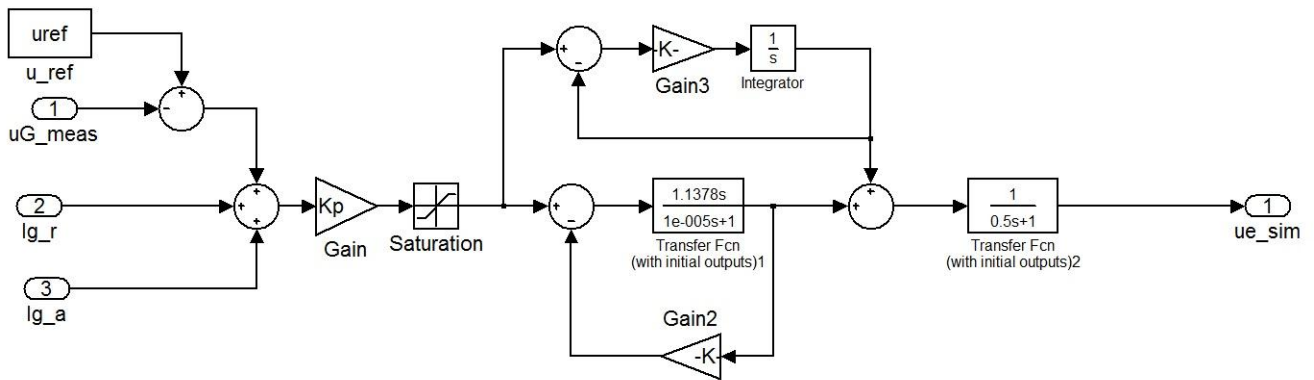 uref
u_ref
1
uG_meas
2
Ig_r
3
Ig_a
Kp
Gain
Saturation
-K-
Gain3
1
s
Integrator
1.1378s
1e-005s+1
Transfer Fcn
(with initial outputs)1
Gain2
-K-
1
0.5s+1
Transfer Fcn
(with initial outputs)2
1
ue_sim